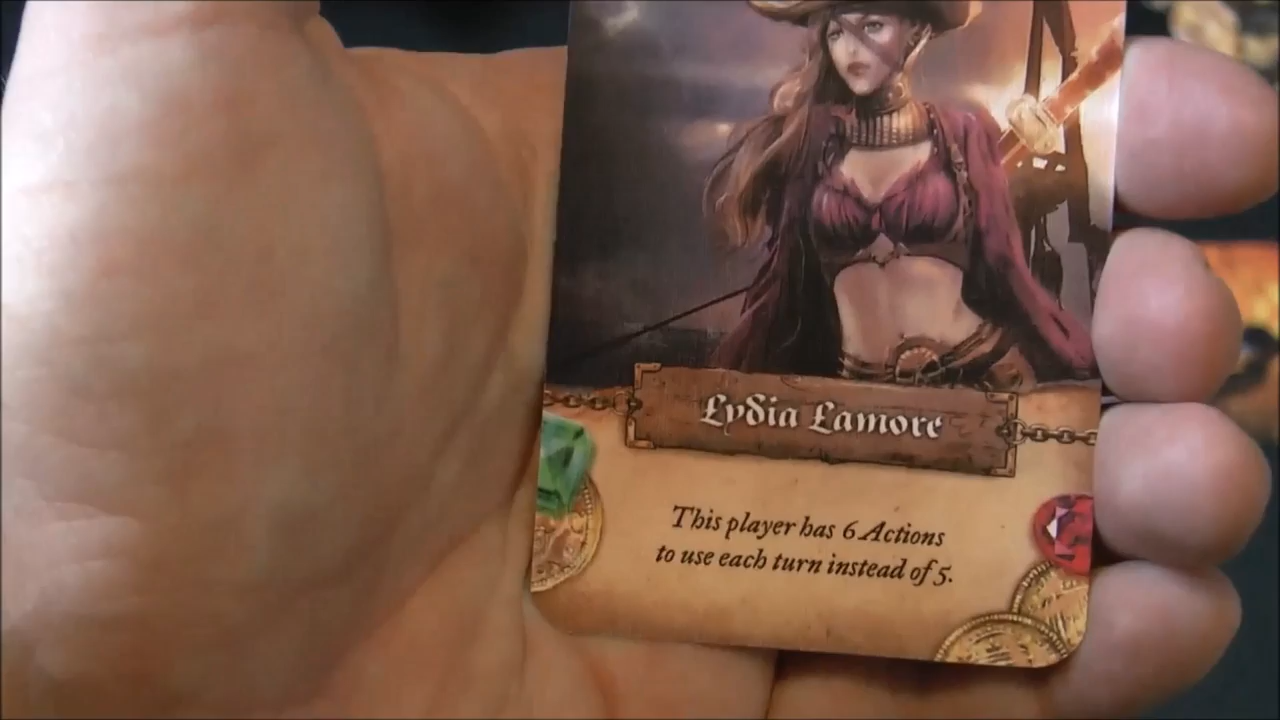 Lydia Lamore
This player has 6 Actions
to use each turn instead of 5.